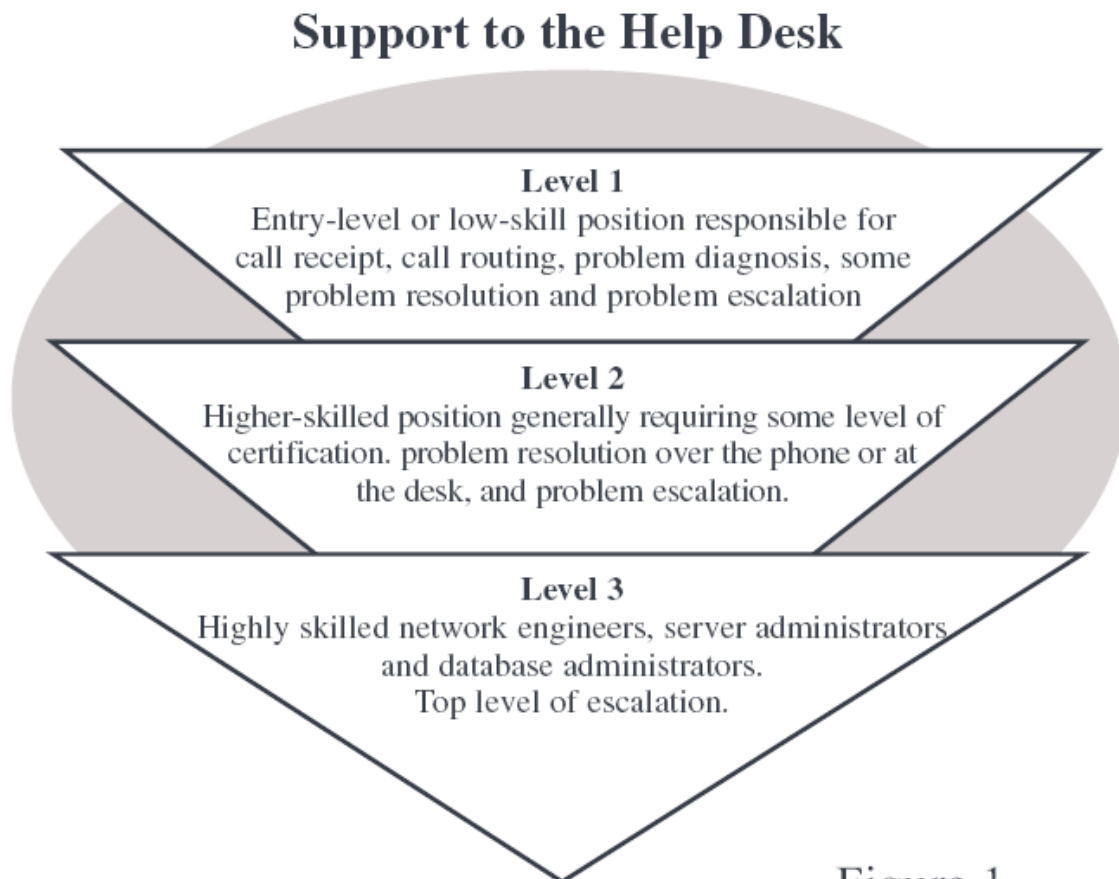 Support to the Help Desk
Level 1
Entry-level or low-skill position responsible for
call receipt, call routing, problem diagnosis, some
problem resolution and problem escalation
Level 2
Higher-skilled position generally requiring some level of
certification. problem resolution over the phone or at
the desk, and problem escalation.
Level 3
Highly skilled network engineers, server administrators
and database administrators.
Top level of escalation.
Figure 1